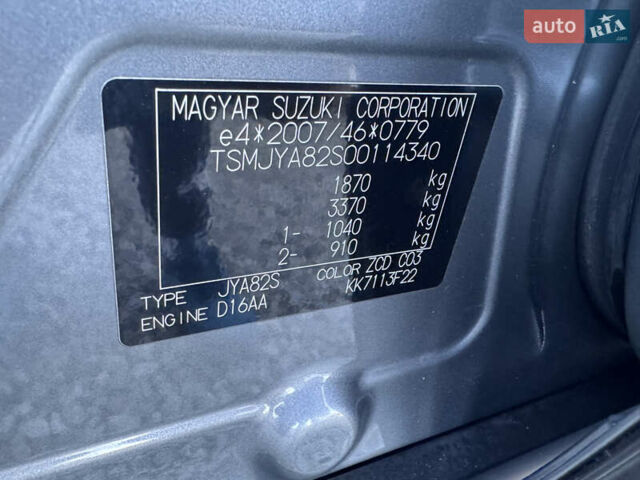 auto RIA
.com
MAGYAR SUZUKI CORPORATION
e4*2007/46*0779
TSMJYA82S00114340
1870 kg
3370 kg
1- 1040 kg
2- 910 kg
TYPE JYA82S COLOR ZCD C03
ENGINE D16AA KK7113F22